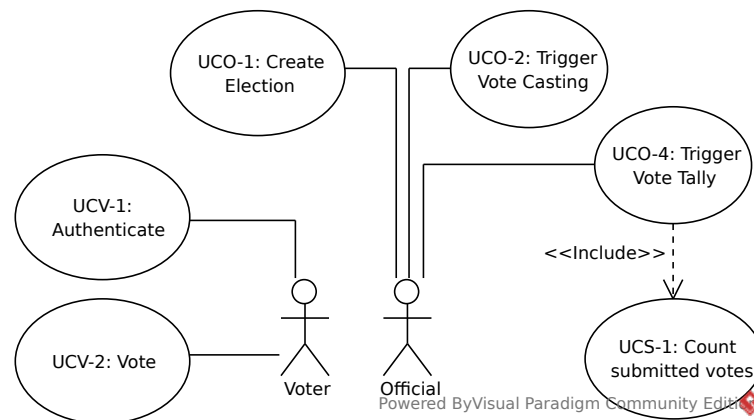 UCO-1: Create
Election
UCO-2: Trigger
Vote Casting
UCO-4: Trigger
Vote Tally
UCV-1:
Authenticate
<<Include>>
UCV-2: Vote
UCS-1: Count
submitted votes
Voter
Official
Powered ByVisual Paradigm Community